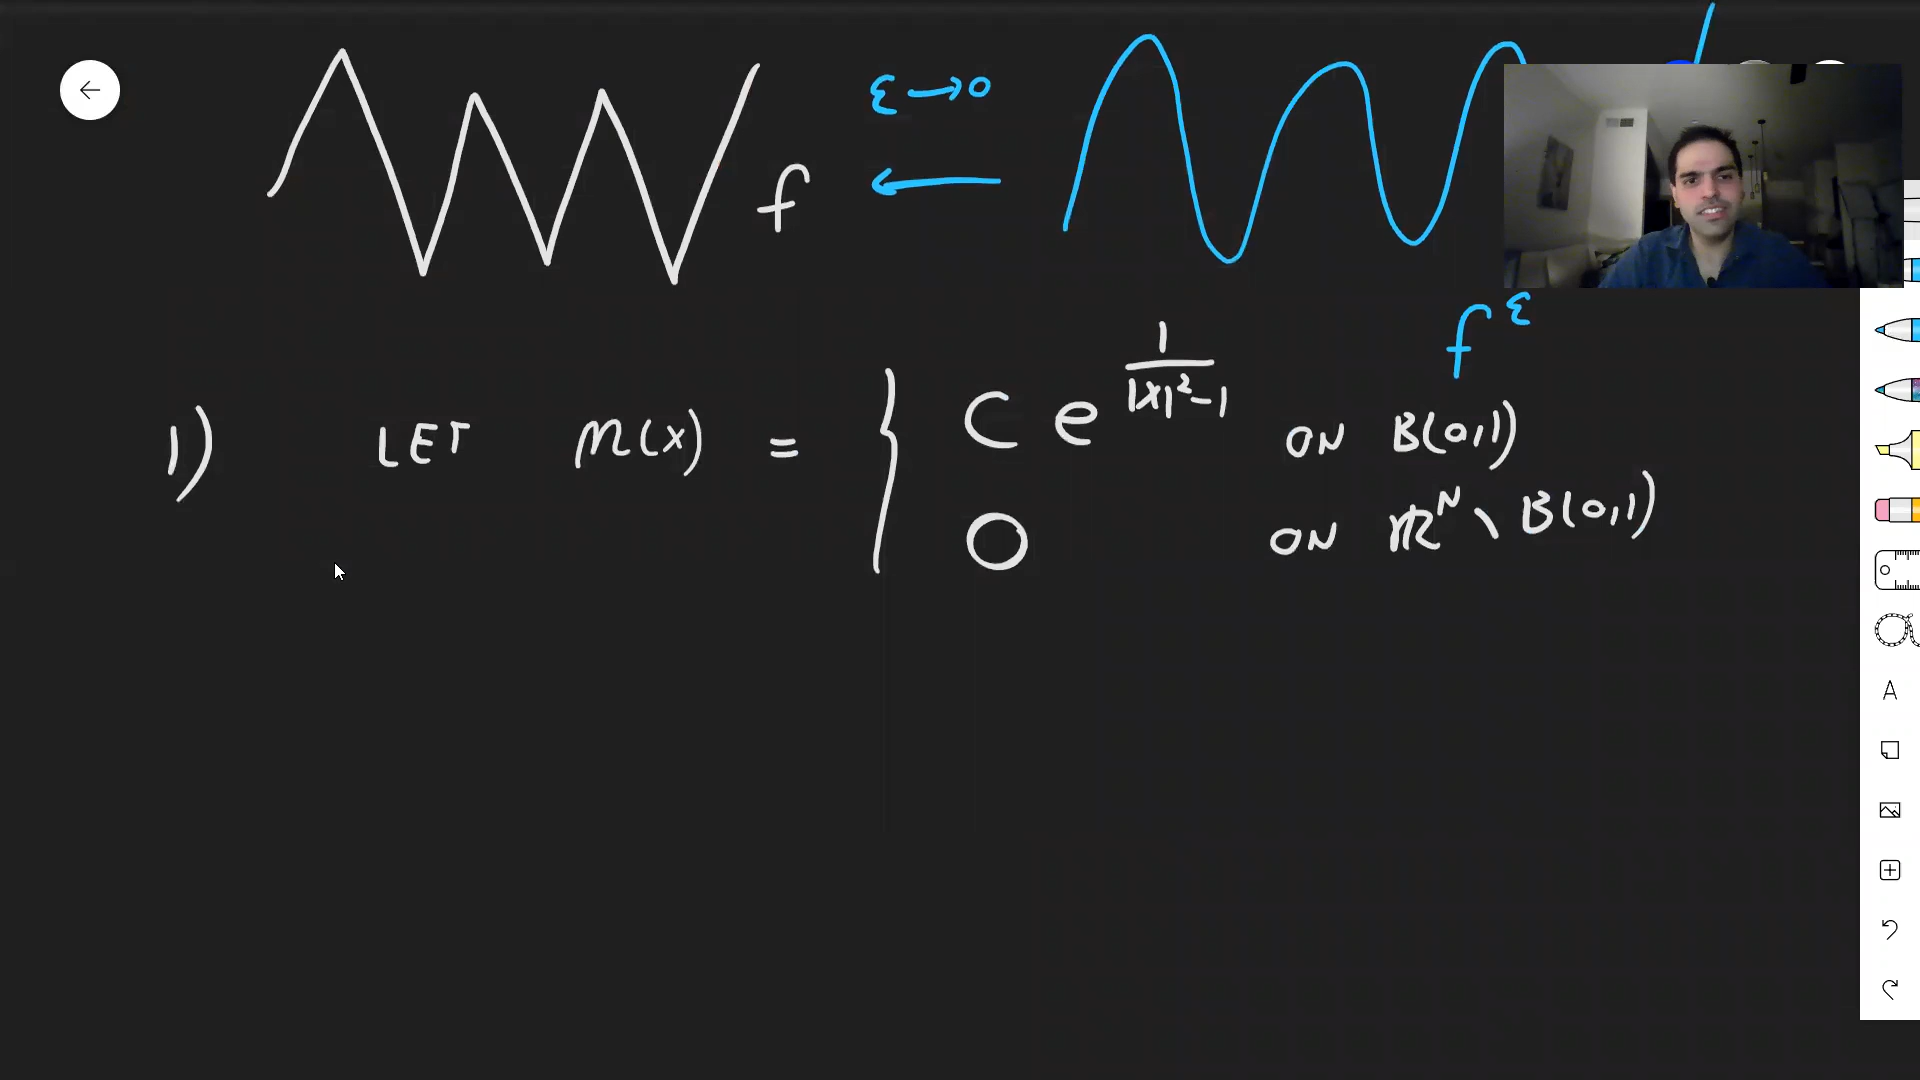 ε → 0
f
←
f^ε
1) LET η(x) = { C e^{1/(|x|²-1)} ON B(0,1)
0 ON ℝ^N \ B(0,1)
A